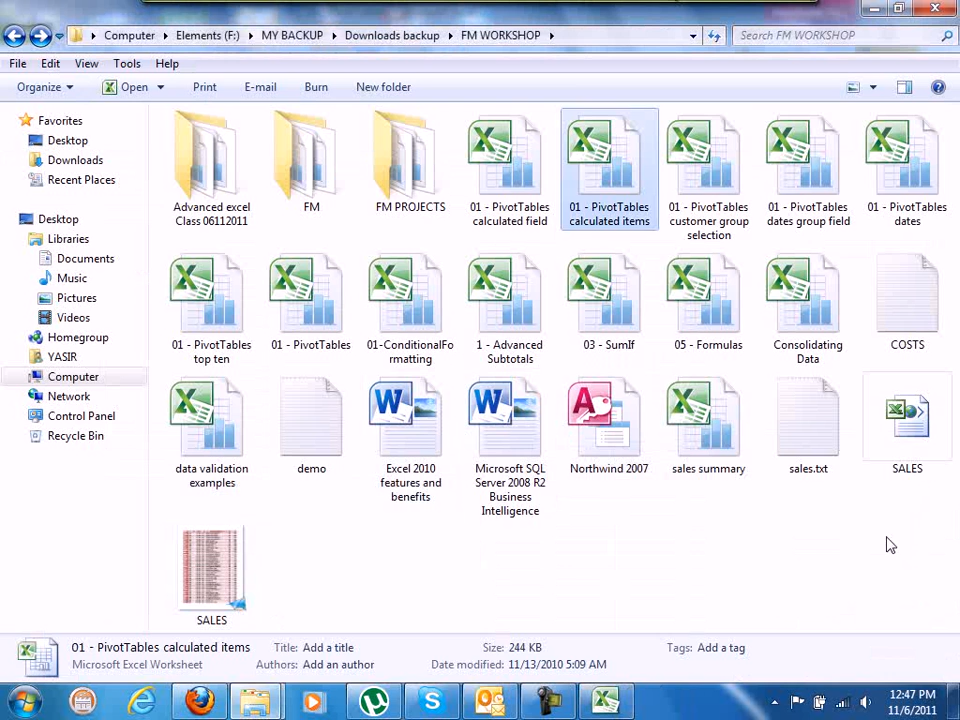 Computer
Elements (F:)
MY BACKUP
Downloads backup
FM WORKSHOP
Search FM WORKSHOP
File Edit View Tools Help
Organize Open Print E-mail Burn New folder
Favorites
Desktop
Downloads
Recent Places
Desktop
Libraries
Documents
Music
Pictures
Videos
Homegroup
YASIR
Computer
Network
Control Panel
Recycle Bin
Advanced excel
Class 06112011
FM
FM PROJECTS
01 - PivotTables
calculated field
01 - PivotTables
calculated items
01 - PivotTables
customer group
selection
01 - PivotTables
dates group field
01 - PivotTables
dates
01 - PivotTables
top ten
01 - PivotTables
01-ConditionalFo
rmatting
1 - Advanced
Subtotals
03 - SumIf
05 - Formulas
Consolidating
Data
COSTS
data validation
examples
demo
Excel 2010
features and
benefits
Microsoft SQL
Server 2008 R2
Business
Intelligence
Northwind 2007
sales summary
sales.txt
SALES
SALES
01 - PivotTables calculated items
Microsoft Excel Worksheet
Title: Add a title
Authors: Add an author
Size: 244 KB
Date modified: 11/13/2010 5:09 AM
Tags: Add a tag
12:47 PM
11/6/2011